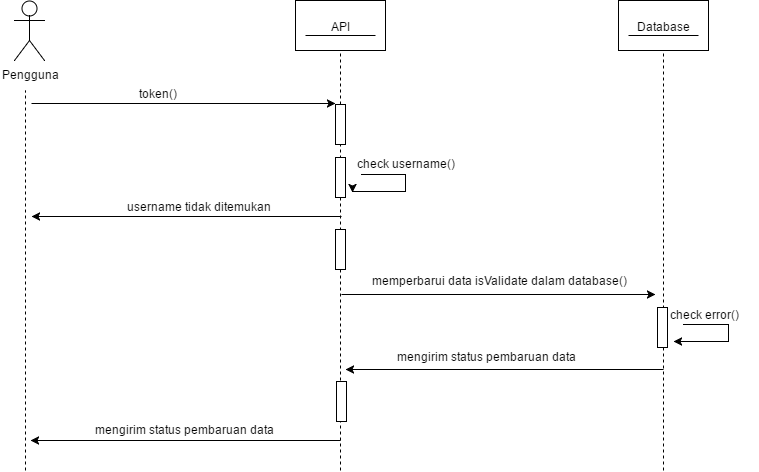 API
Database
Pengguna
token()
check username()
username tidak ditemukan
memperbarui data isValidate dalam database()
check error()
mengirim status pembaruan data
mengirim status pembaruan data